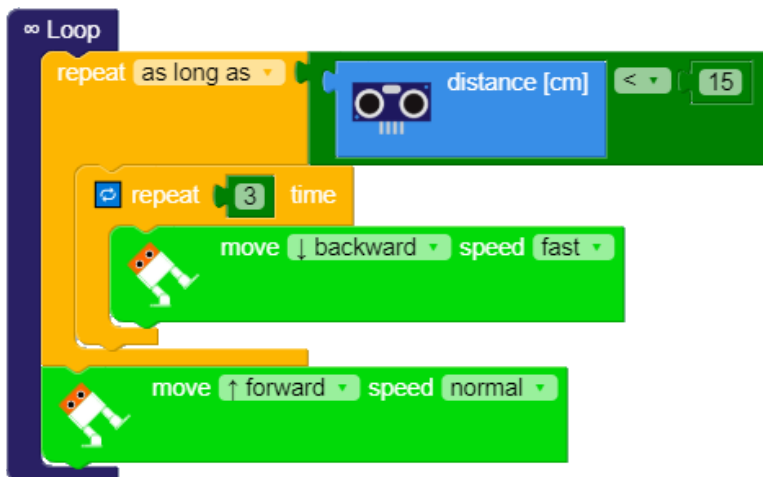 ∞ Loop
repeat as long as
distance [cm] < 15
repeat 3 time
move ↓ backward speed fast
move ↑ forward speed normal